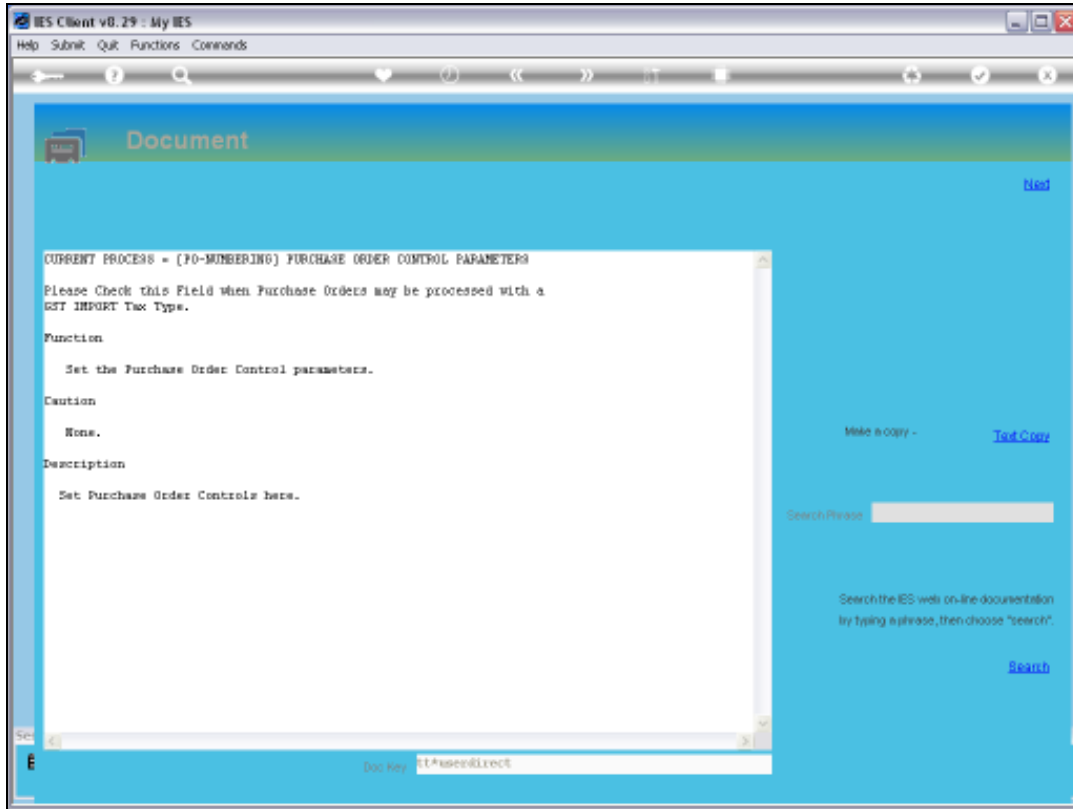 IES Client v8.29 : My IES
Help Submit Quit Functions Commands
Document
Next
CURRENT PROCESS = [PO-NUMBERING] PURCHASE ORDER CONTROL PARAMETERS
Please Check this Field when Purchase Orders may be processed with a
GST IMPORT Tax Type.
Function
Set the Purchase Order Control parameters.
Caution
None.
Make a copy -
Text Copy
Description
Set Purchase Order Controls here.
Search Phrase
Search the IES web on-line documentation
by typing a phrase, then choose "search".
Search
Doc Key
tt*userdirect